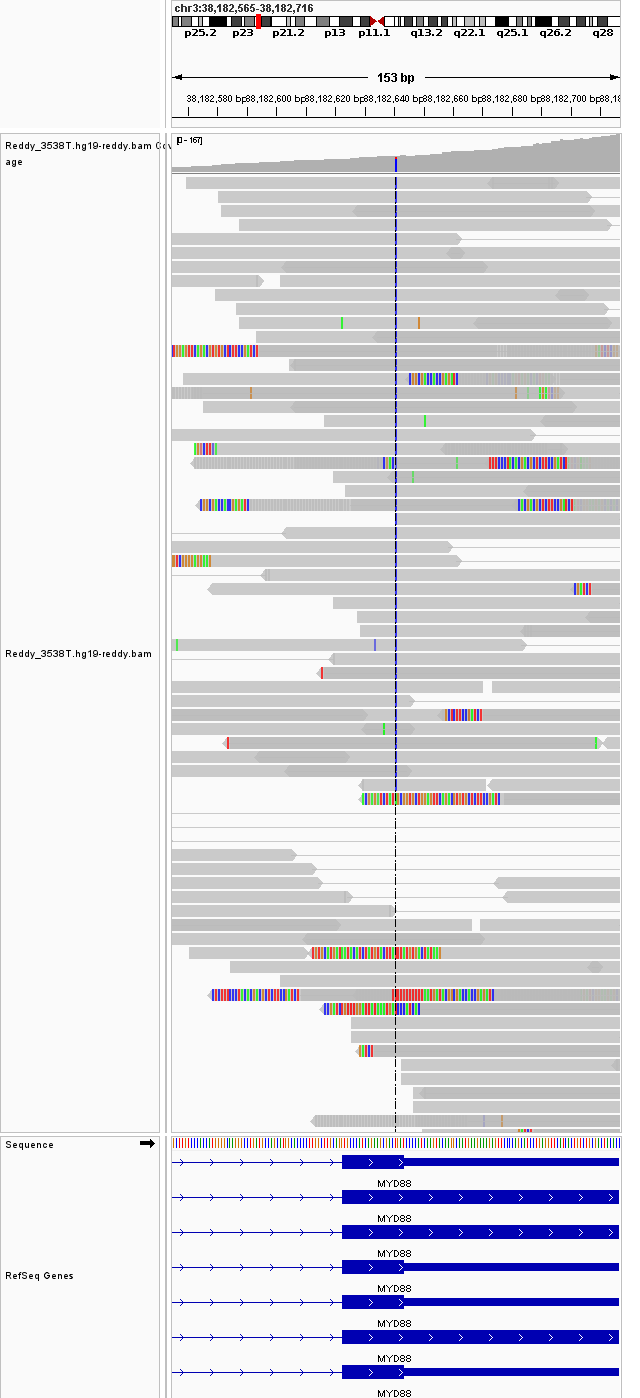 chr3:38,182,565-38,182,716
p25.2 p23 p21.2 p13 p11.1 q13.2 q22.1 q25.1 q26.2 q28
153 bp
38,182,580 bp 38,182,600 bp 38,182,620 bp 38,182,640 bp 38,182,660 bp 38,182,680 bp 38,182,700 bp
Reddy_3538T.hg19-reddy.bam Cov
age
[0 - 167]
Reddy_3538T.hg19-reddy.bam
Sequence
MYD88
MYD88
MYD88
RefSeq Genes
MYD88
MYD88
MYD88
MYD88